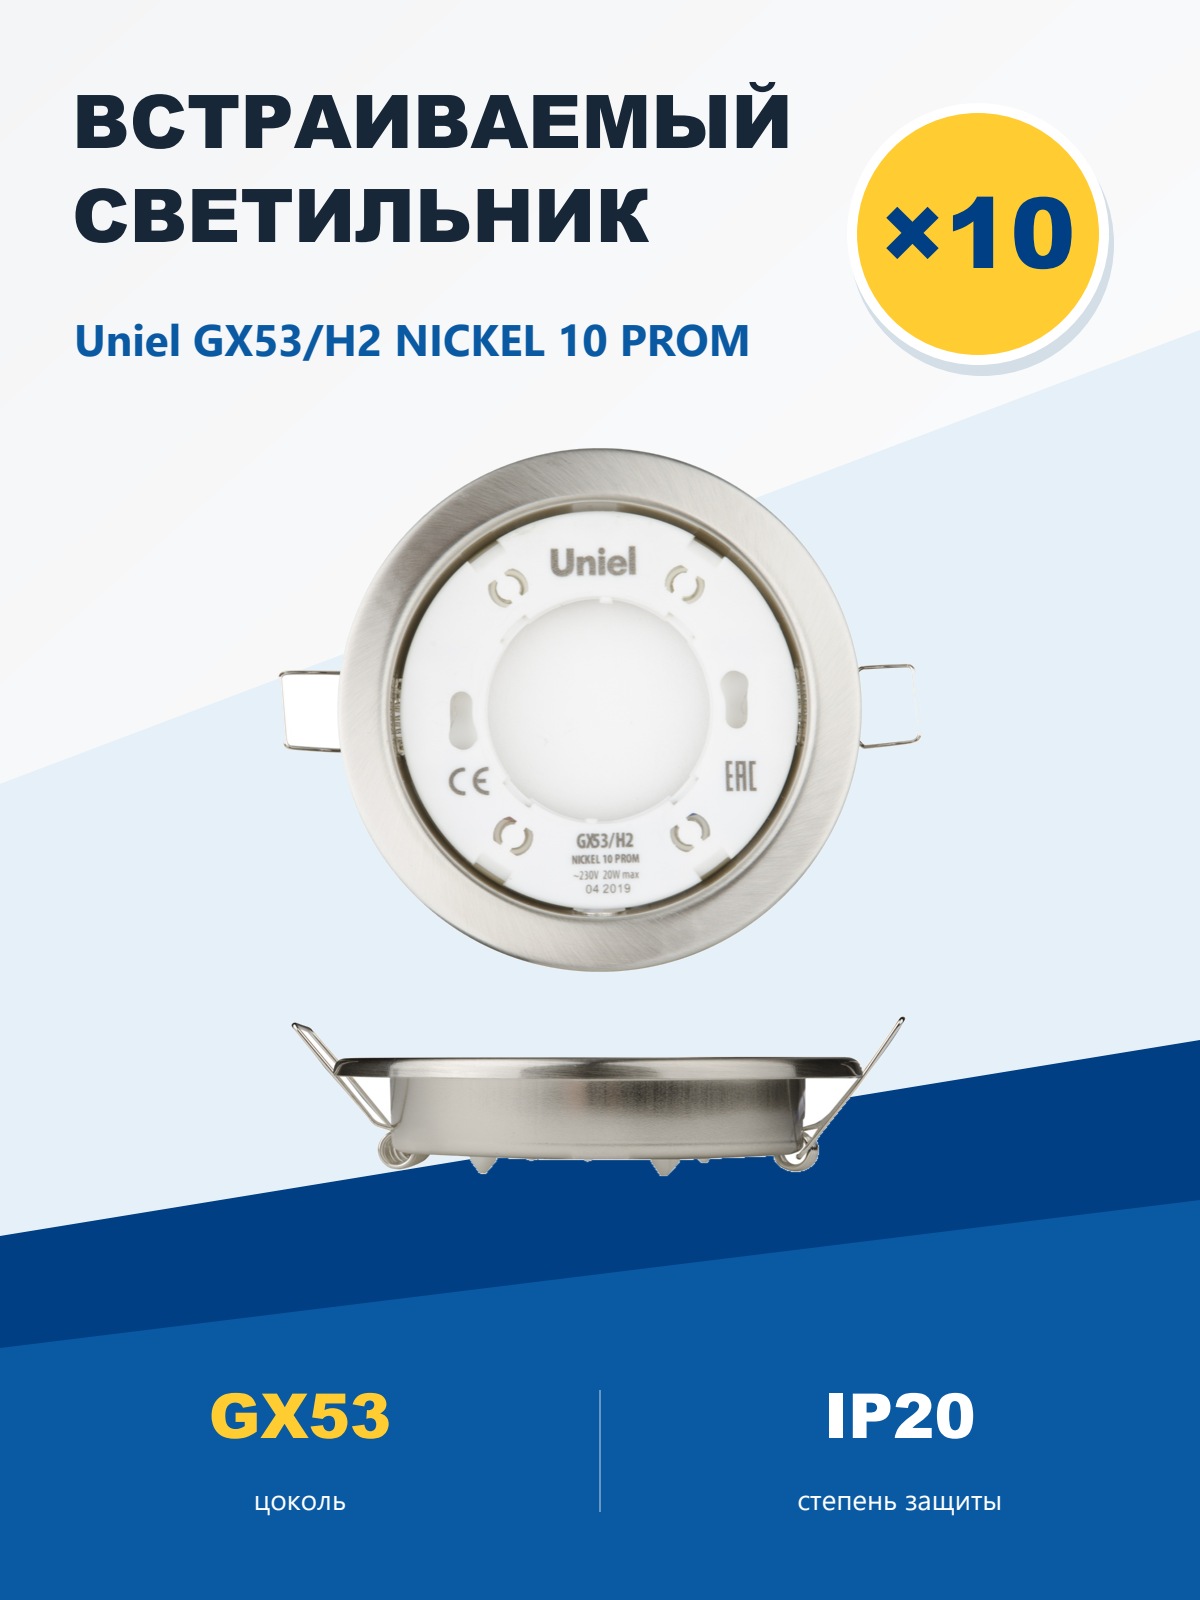 ВСТРАИВАЕМЫЙ
СВЕТИЛЬНИК
×10
Uniel GX53/H2 NICKEL 10 PROM
Uniel
CE
EAC
GX53/H2
NICKEL 10 PROM
~230V 20W max
04 2019
GX53
IP20
цоколь
степень защиты